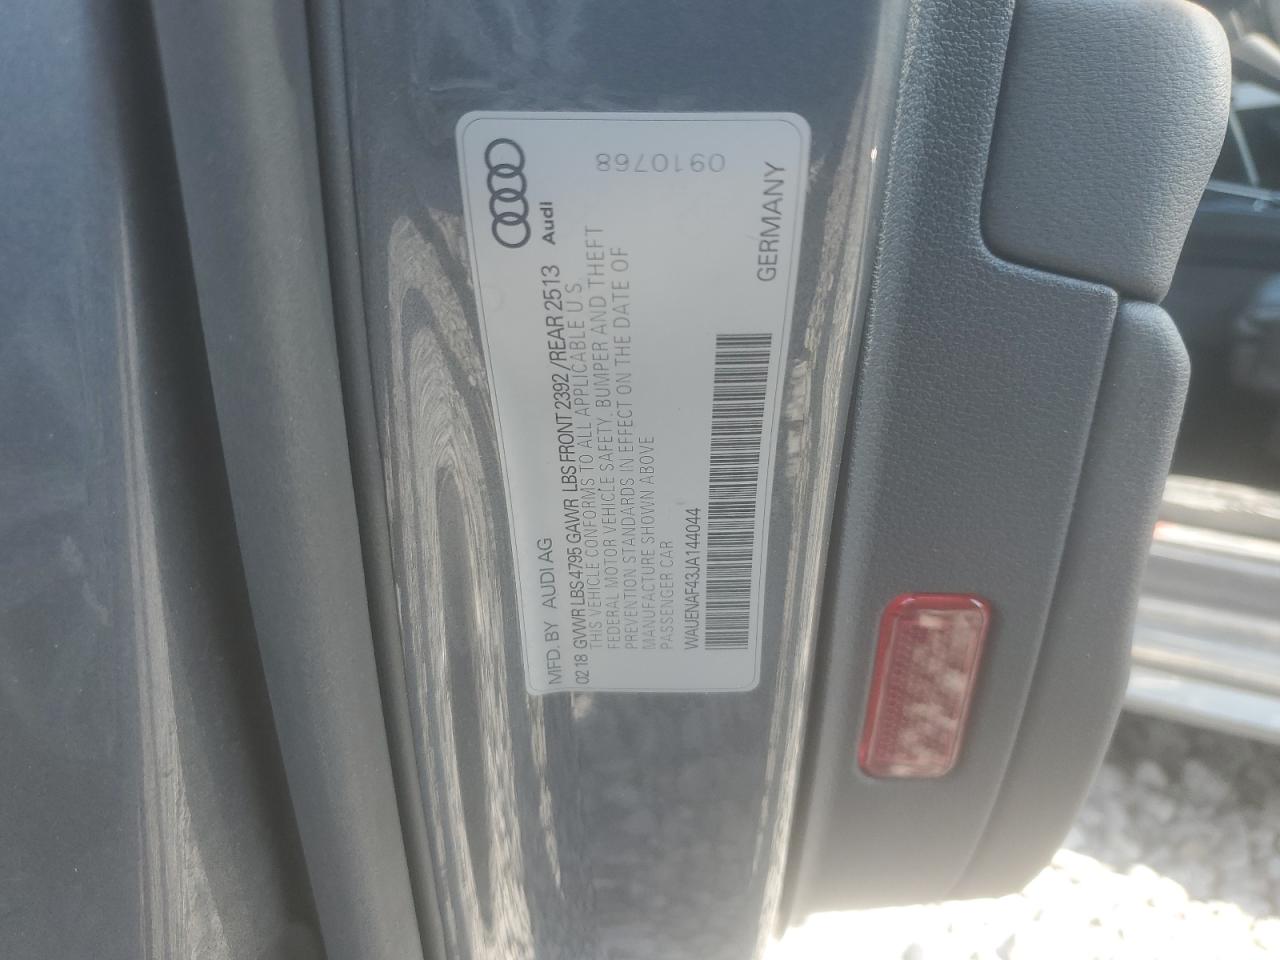 Audi
0910768
MFD. BY AUDI AG
0218 GVWR LBS 4795 GAWR LBS FRONT 2392 /REAR 2513
THIS VEHICLE CONFORMS TO ALL APPLICABLE U S
FEDERAL MOTOR VEHICLE SAFETY, BUMPER AND THEFT
PREVENTION STANDARDS IN EFFECT ON THE DATE OF
MANUFACTURE SHOWN ABOVE
PASSENGER CAR
WAUENAF43JA144044
GERMANY